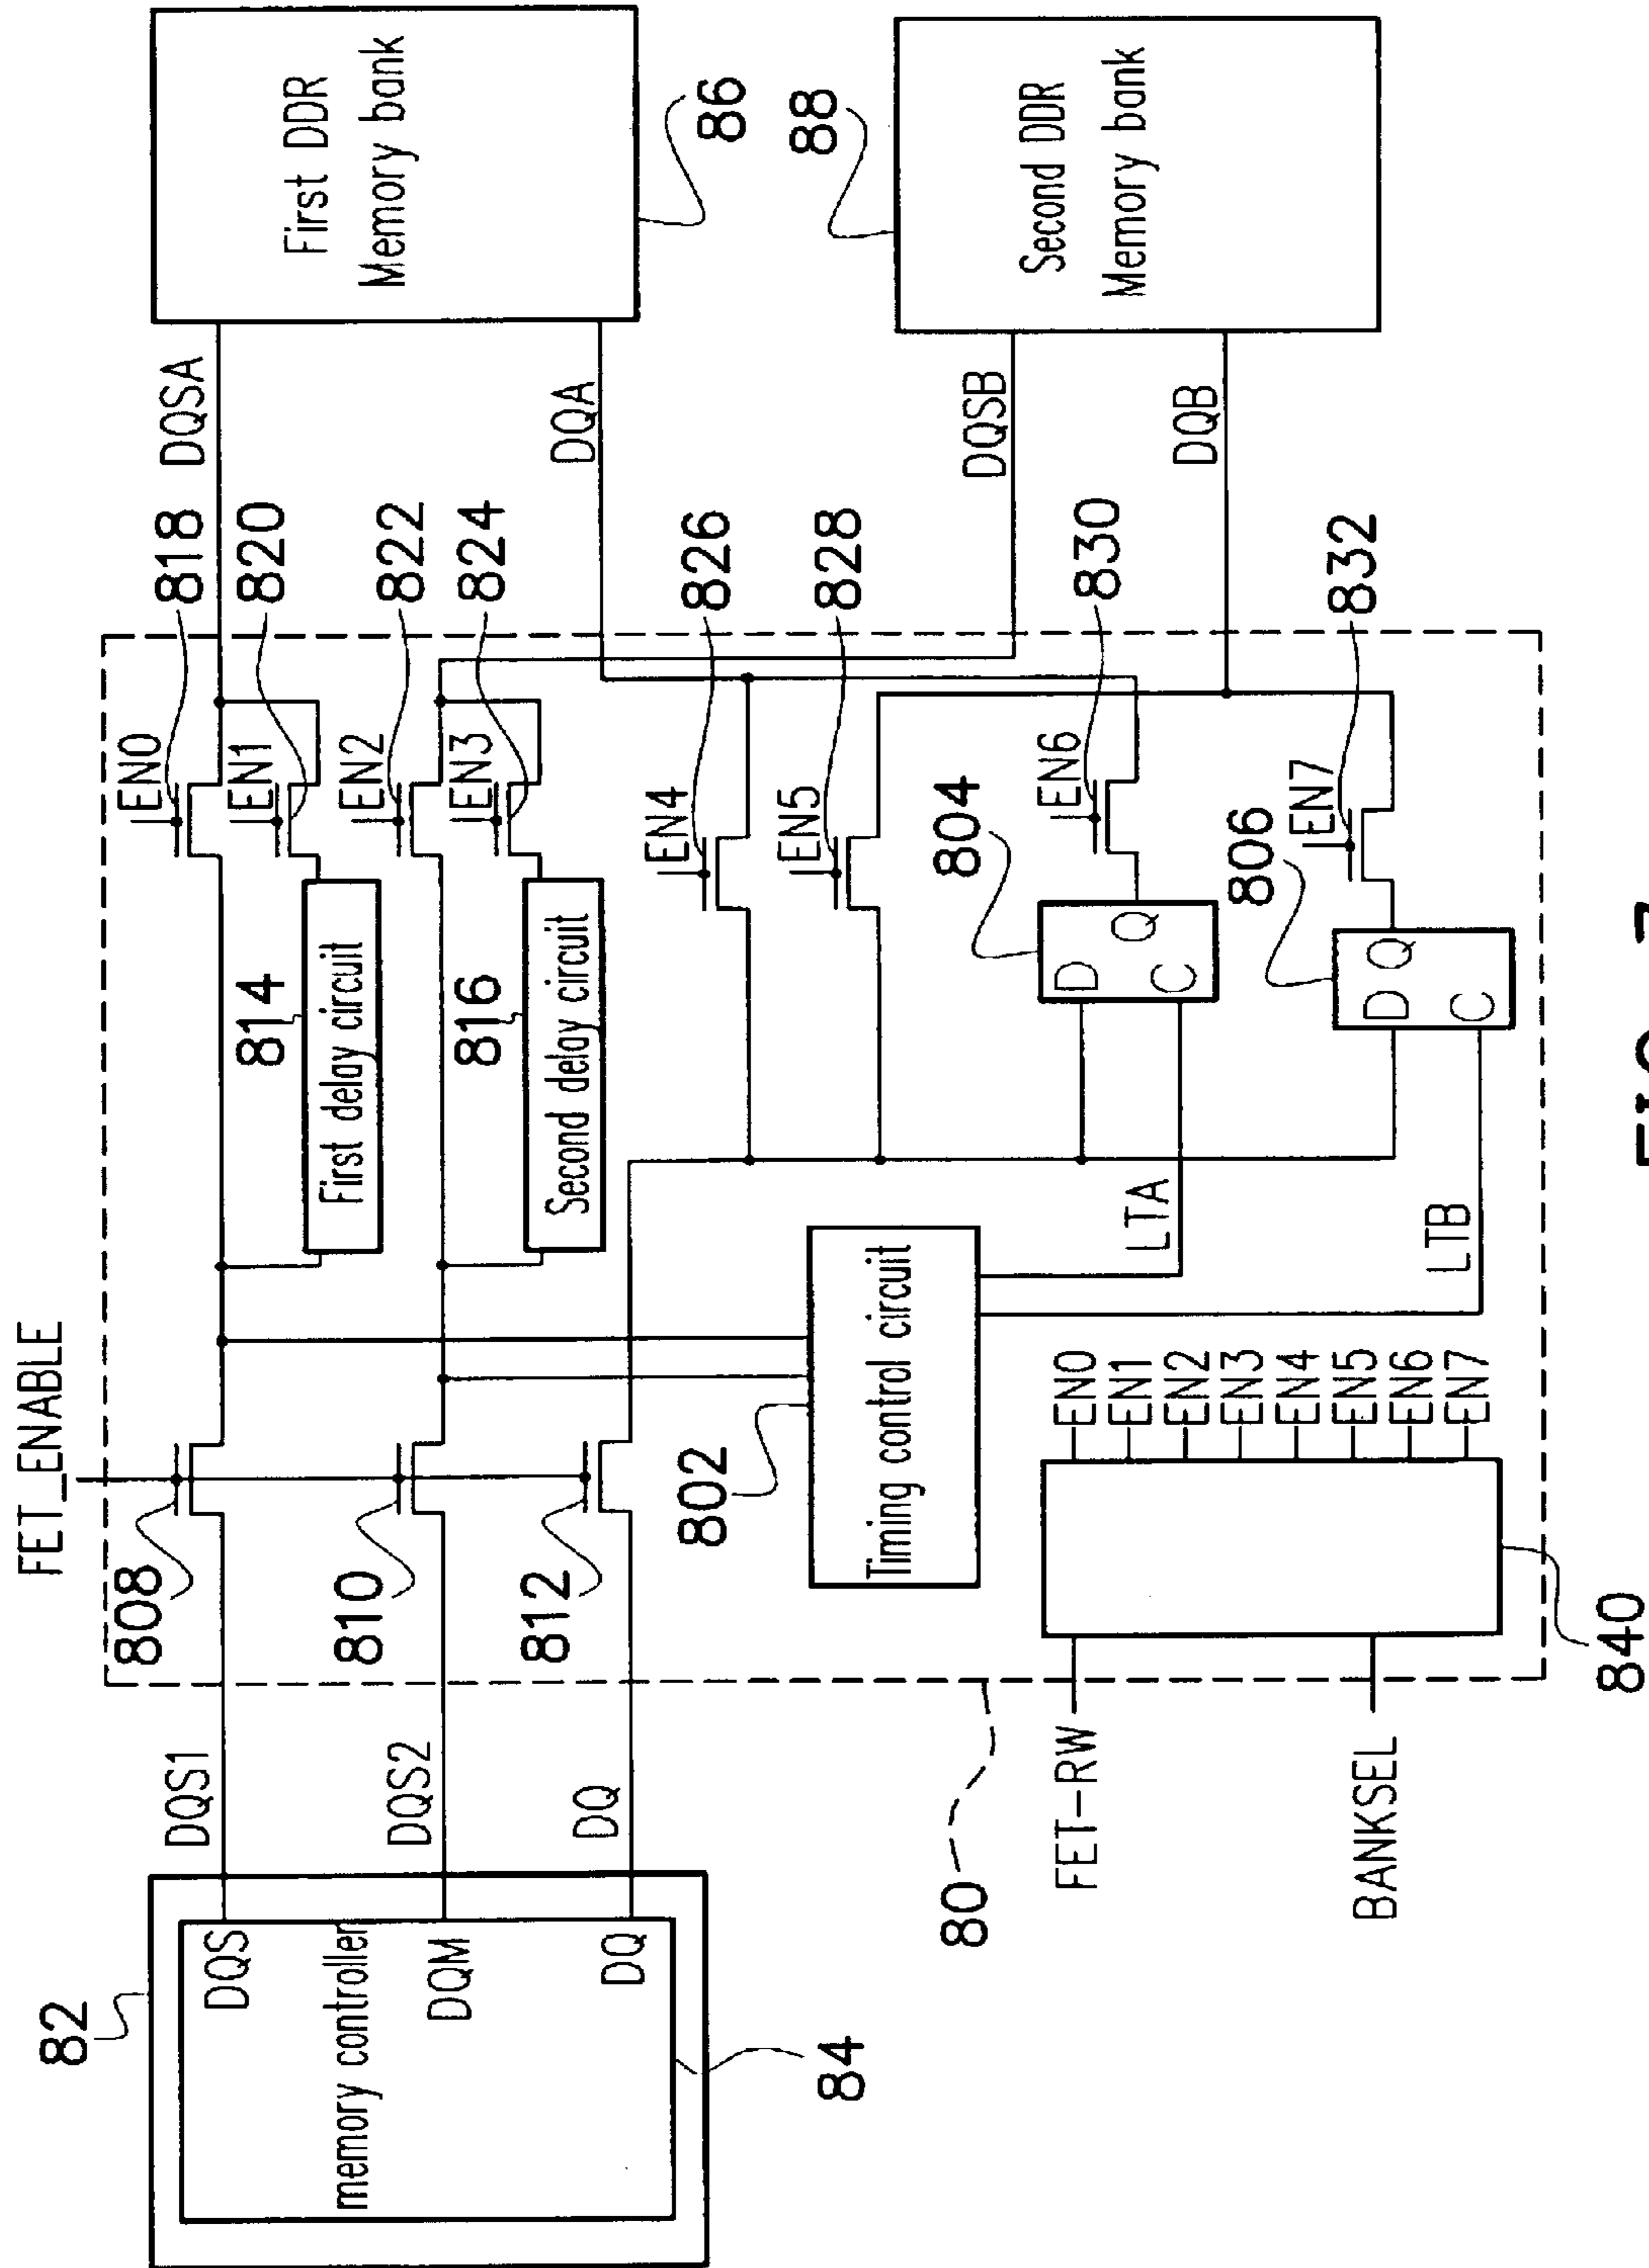 FET_ENABLE
82
DQS
memory controller
DQM
DQ
84
DQS1
DQS2
DQ
808
810
812
80
First delay circuit
814
Second delay circuit
816
EN0
EN1
EN2
EN3
818
820
822
824
DQSA
DQA
First DDR
Memory bank
86
88
Second DDR
Memory bank
DQSB
DQB
EN4
826
EN5
828
802
Timing control circuit
LTA
LTB
804
D
Q
C
EN6
830
806
D
Q
C
EN7
832
FET-RW
BANKSEL
EN0
EN1
EN2
EN3
EN4
EN5
EN6
EN7
840